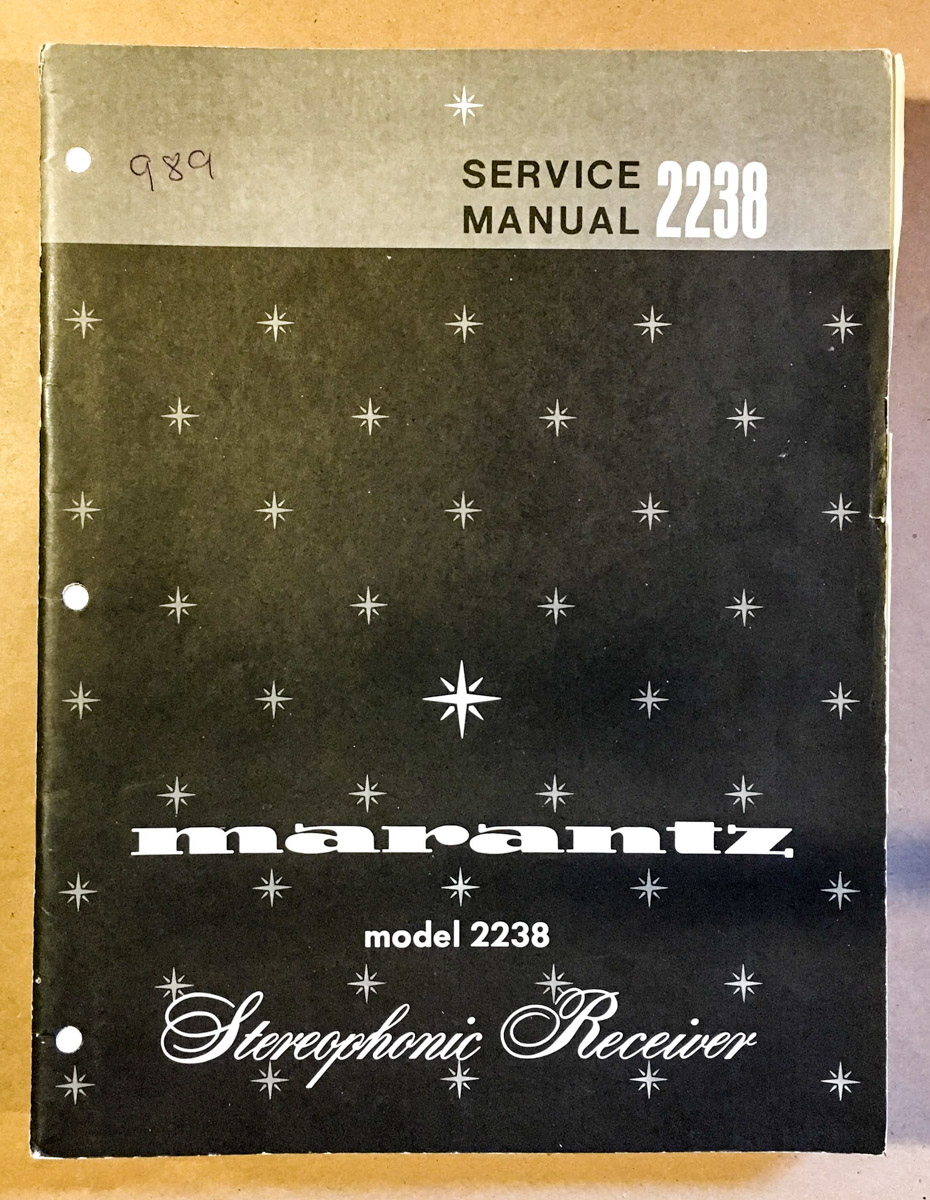 989
SERVICE
MANUAL 2238
marantz
model 2238
Stereophonic Receiver